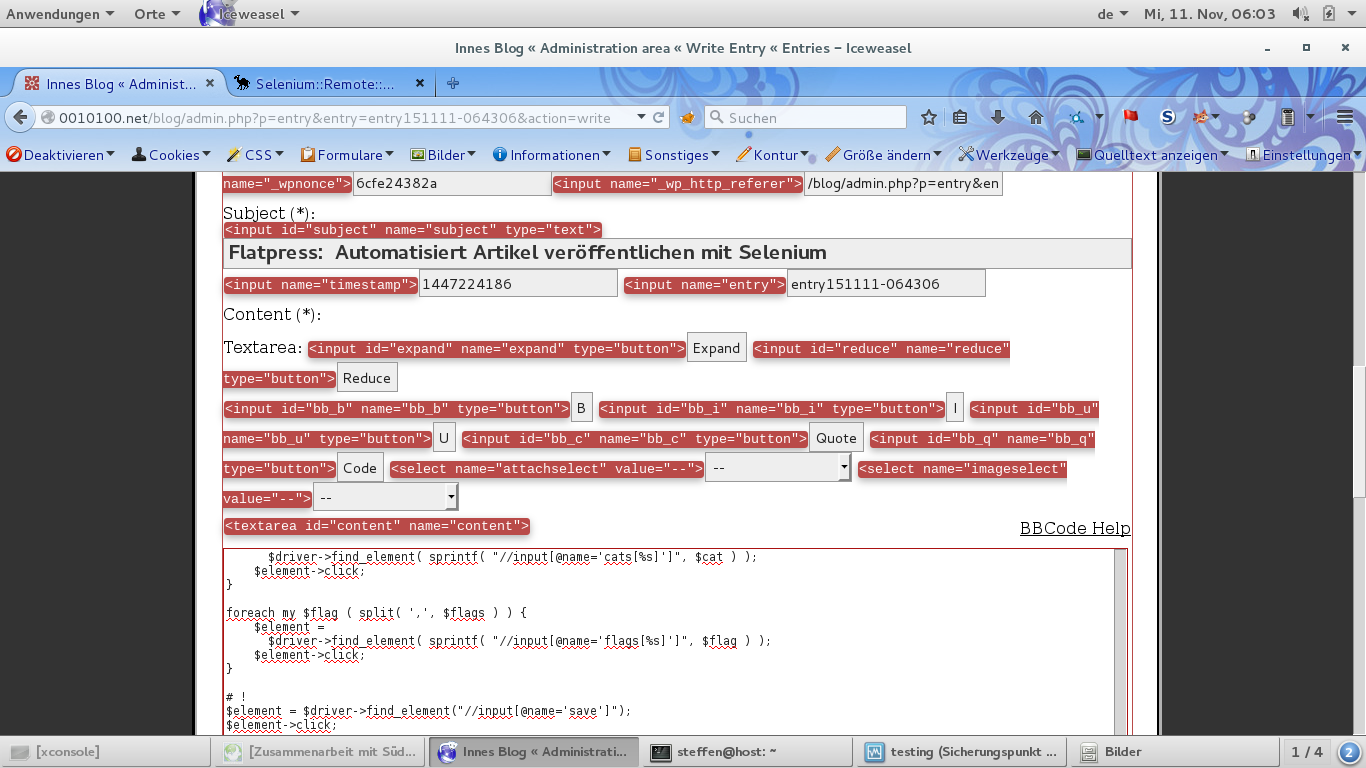 Anwendungen Orte Iceweasel de Mi, 11. Nov, 06:03
Innes Blog « Administration area « Write Entry « Entries – Iceweasel
Innes Blog « Administ... Selenium::Remote::...
0010100.net/blog/admin.php?p=entry&entry=entry151111-064306&action=write Suchen
Deaktivieren Cookies CSS Formulare Bilder Informationen Sonstiges Kontur Größe ändern Werkzeuge Quelltext anzeigen Einstellungen
name="_wpnonce"> 6cfe24382a <input name="_wp_http_referer"> /blog/admin.php?p=entry&en
Subject (*):
<input id="subject" name="subject" type="text">
Flatpress: Automatisiert Artikel veröffentlichen mit Selenium
<input name="timestamp"> 1447224186 <input name="entry"> entry151111-064306
Content (*):
Textarea: <input id="expand" name="expand" type="button"> Expand <input id="reduce" name="reduce"
type="button"> Reduce
<input id="bb_b" name="bb_b" type="button"> B <input id="bb_i" name="bb_i" type="button"> I <input id="bb_u"
name="bb_u" type="button"> U <input id="bb_c" name="bb_c" type="button"> Quote <input id="bb_q" name="bb_q"
type="button"> Code <select name="attachselect" value="--"> -- <select name="imageselect"
value="--"> --
<textarea id="content" name="content"> BBCode Help
$driver->find_element( sprintf( "//input[@name='cats[%s]']", $cat ) );
$element->click;
}
foreach my $flag ( split( ',', $flags ) ) {
$element =
$driver->find_element( sprintf( "//input[@name='flags[%s]']", $flag ) );
$element->click;
}
# !
$element = $driver->find_element("//input[@name='save']");
$element->click;
[xconsole] [Zusammenarbeit mit Süd... Innes Blog « Administrati... steffen@host: ~ testing (Sicherungspunkt ... Bilder 1 / 4 2